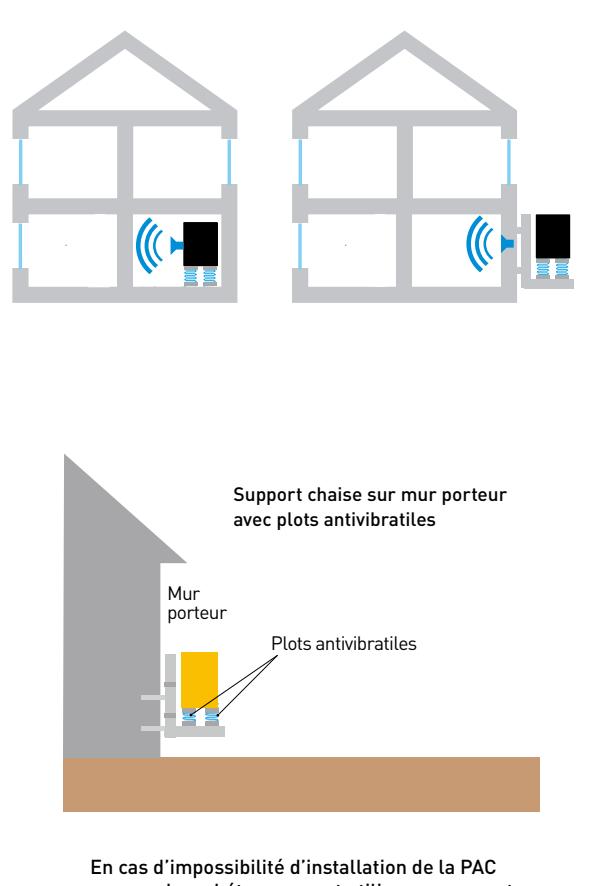 Support chaise sur mur porteur
avec plots antivibratiles
Mur
porteur
Plots antivibratiles
En cas d’impossibilité d’installation de la PAC